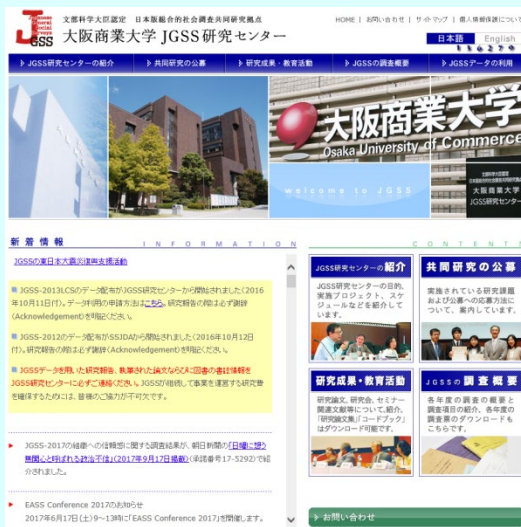 文部科学大臣認定 日本版総合的社会調査共同研究拠点
HOME | お問い合わせ | サイトマップ | 個人情報保護につい
JGSS
大阪商業大学 JGSS研究センター
日本語 English
116279
JGSS研究センターの紹介 共同研究の公募 研究成果・教育活動 JGSSの調査概要 JGSSデータの利用
大阪商業大学
Osaka University of Commerce
welcome to JGSS
大阪商業大学
JGSS研究センター
新着情報 INFORMATION
CONTENT
JGSSの東日本大震災復興支援活動
JGSS-2013LCSのデータ配布がJGSS研究センターから開始されました(2016
年10月11日付)。データ利用の申請方法はこちら。研究報告の際は必ず謝辞
(Acknowledgement)を明記ください。
JGSS-2012のデータ配布がSSJDAから開始されました(2016年10月12日
付)。研究報告の際は必ず謝辞(Acknowledgement)を明記ください。
JGSSデータを用いた研究報告、執筆された論文ならびに図書の書誌情報を
JGSS研究センターに必ずご連絡ください。JGSSが継続して事業を運営する研究費
を確保するためには、皆様のご協力が不可欠です。
JGSS-2017の組織への信頼感に関する調査結果が、朝日新聞の「日曜に想う
無関心と呼ばれる政治不信」(2017年9月17日掲載)(承諾番号17-5292)で紹
介されました。
EASS Conference 2017のお知らせ
2017年6月17日(土)9～13時に「EASS Conference 2017」を開催します。
JGSS研究センターの紹介
JGSS研究センターの目的、
実施プロジェクト、スケ
ジュールなどを紹介して
います。
共同研究の公募
実施されている研究課題
および公募への応募方法に
ついて、案内しています。
研究成果・教育活動
研究論文、研究会、セミナー
関連文献等について、紹介。
「研究論文集」「コードブック」
はダウンロード可能です。
JGSSの調査概要
各年度の調査の概要と
調査項目の紹介、各年度の
調査票のダウンロードも
こちらです。
お問い合わせ